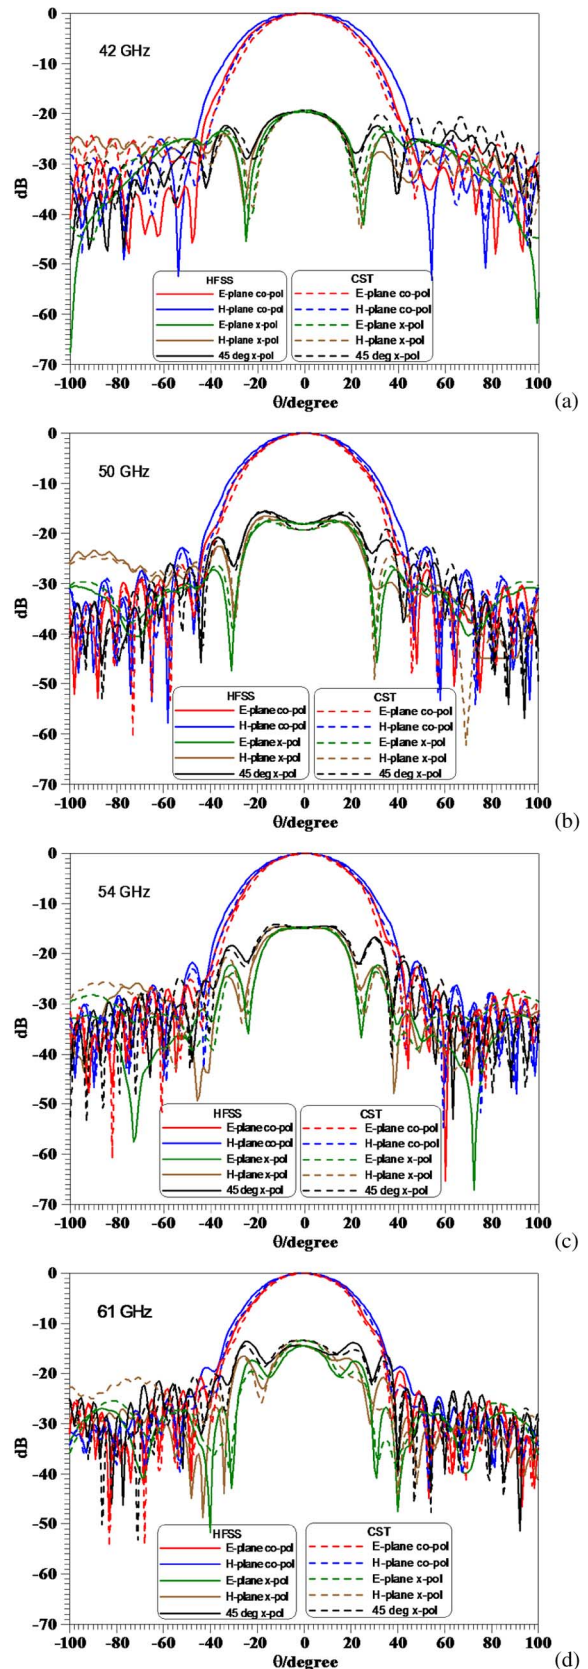 42 GHz
0
-10
-20
-30
-40
-50
-60
-70
dB
HFSS
E-plane co-pol
H-plane co-pol
E-plane x-pol
H-plane x-pol
45 deg x-pol
CST
E-plane co-pol
H-plane co-pol
E-plane x-pol
H-plane x-pol
45 deg x-pol
-100 -80 -60 -40 -20 0 20 40 60 80 100
θ/degree
(a)
50 GHz
0
-10
-20
-30
-40
-50
-60
-70
dB
HFSS
E-plane co-pol
H-plane co-pol
E-plane x-pol
H-plane x-pol
45 deg x-pol
CST
E-plane co-pol
H-plane co-pol
E-plane x-pol
H-plane x-pol
45 deg x-pol
-100 -80 -60 -40 -20 0 20 40 60 80 100
θ/degree
(b)
54 GHz
0
-10
-20
-30
-40
-50
-60
-70
dB
HFSS
E-plane co-pol
H-plane co-pol
E-plane x-pol
H-plane x-pol
45 deg x-pol
CST
E-plane co-pol
H-plane co-pol
E-plane x-pol
H-plane x-pol
45 deg x-pol
-100 -80 -60 -40 -20 0 20 40 60 80 100
θ/degree
(c)
61 GHz
0
-10
-20
-30
-40
-50
-60
-70
dB
HFSS
E-plane co-pol
H-plane co-pol
E-plane x-pol
H-plane x-pol
45 deg x-pol
CST
E-plane co-pol
H-plane co-pol
E-plane x-pol
H-plane x-pol
45 deg x-pol
-100 -80 -60 -40 -20 0 20 40 60 80 100
θ/degree
(d)